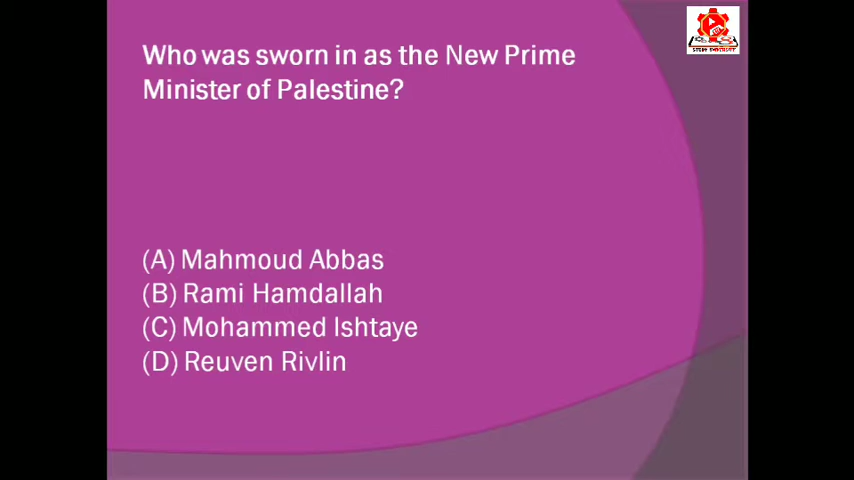 Who was sworn in as the New Prime
Minister of Palestine?
(A) Mahmoud Abbas
(B) Rami Hamdallah
(C) Mohammed Ishtaye
(D) Reuven Rivlin